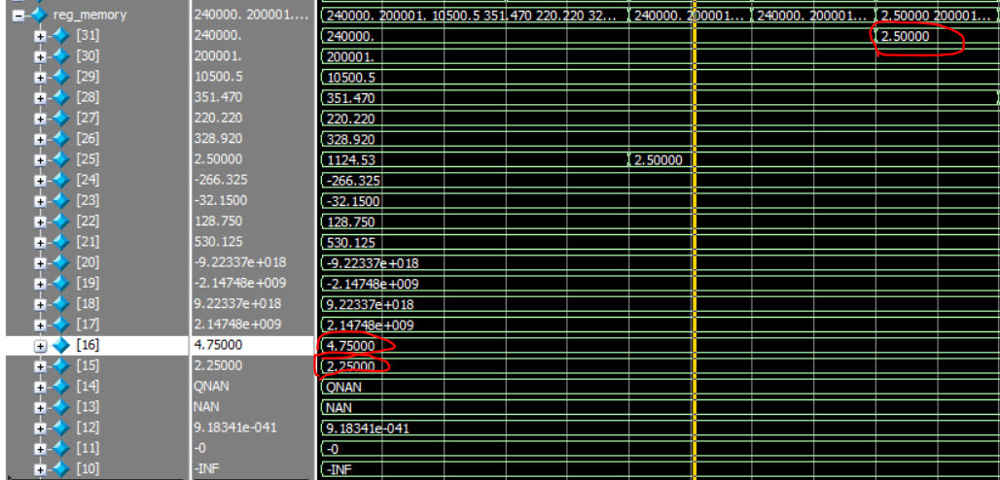 reg_memory 240000. 200001.... 240000. 200001. 10500.5 351.470 220.220 32... 240000. 200001... 240000. 200001... 2.50000 200001...
[31] 240000. 240000. 2.50000
[30] 200001. 200001.
[29] 10500.5 10500.5
[28] 351.470 351.470
[27] 220.220 220.220
[26] 328.920 328.920
[25] 2.50000 1124.53 2.50000
[24] -266.325 -266.325
[23] -32.1500 -32.1500
[22] 128.750 128.750
[21] 530.125 530.125
[20] -9.22337e+018 -9.22337e+018
[19] -2.14748e+009 -2.14748e+009
[18] 9.22337e+018 9.22337e+018
[17] 2.14748e+009 2.14748e+009
[16] 4.75000 4.75000
[15] 2.25000 2.25000
[14] QNAN QNAN
[13] NAN NAN
[12] 9.18341e-041 9.18341e-041
[11] -0 -0
[10] -INF -INF